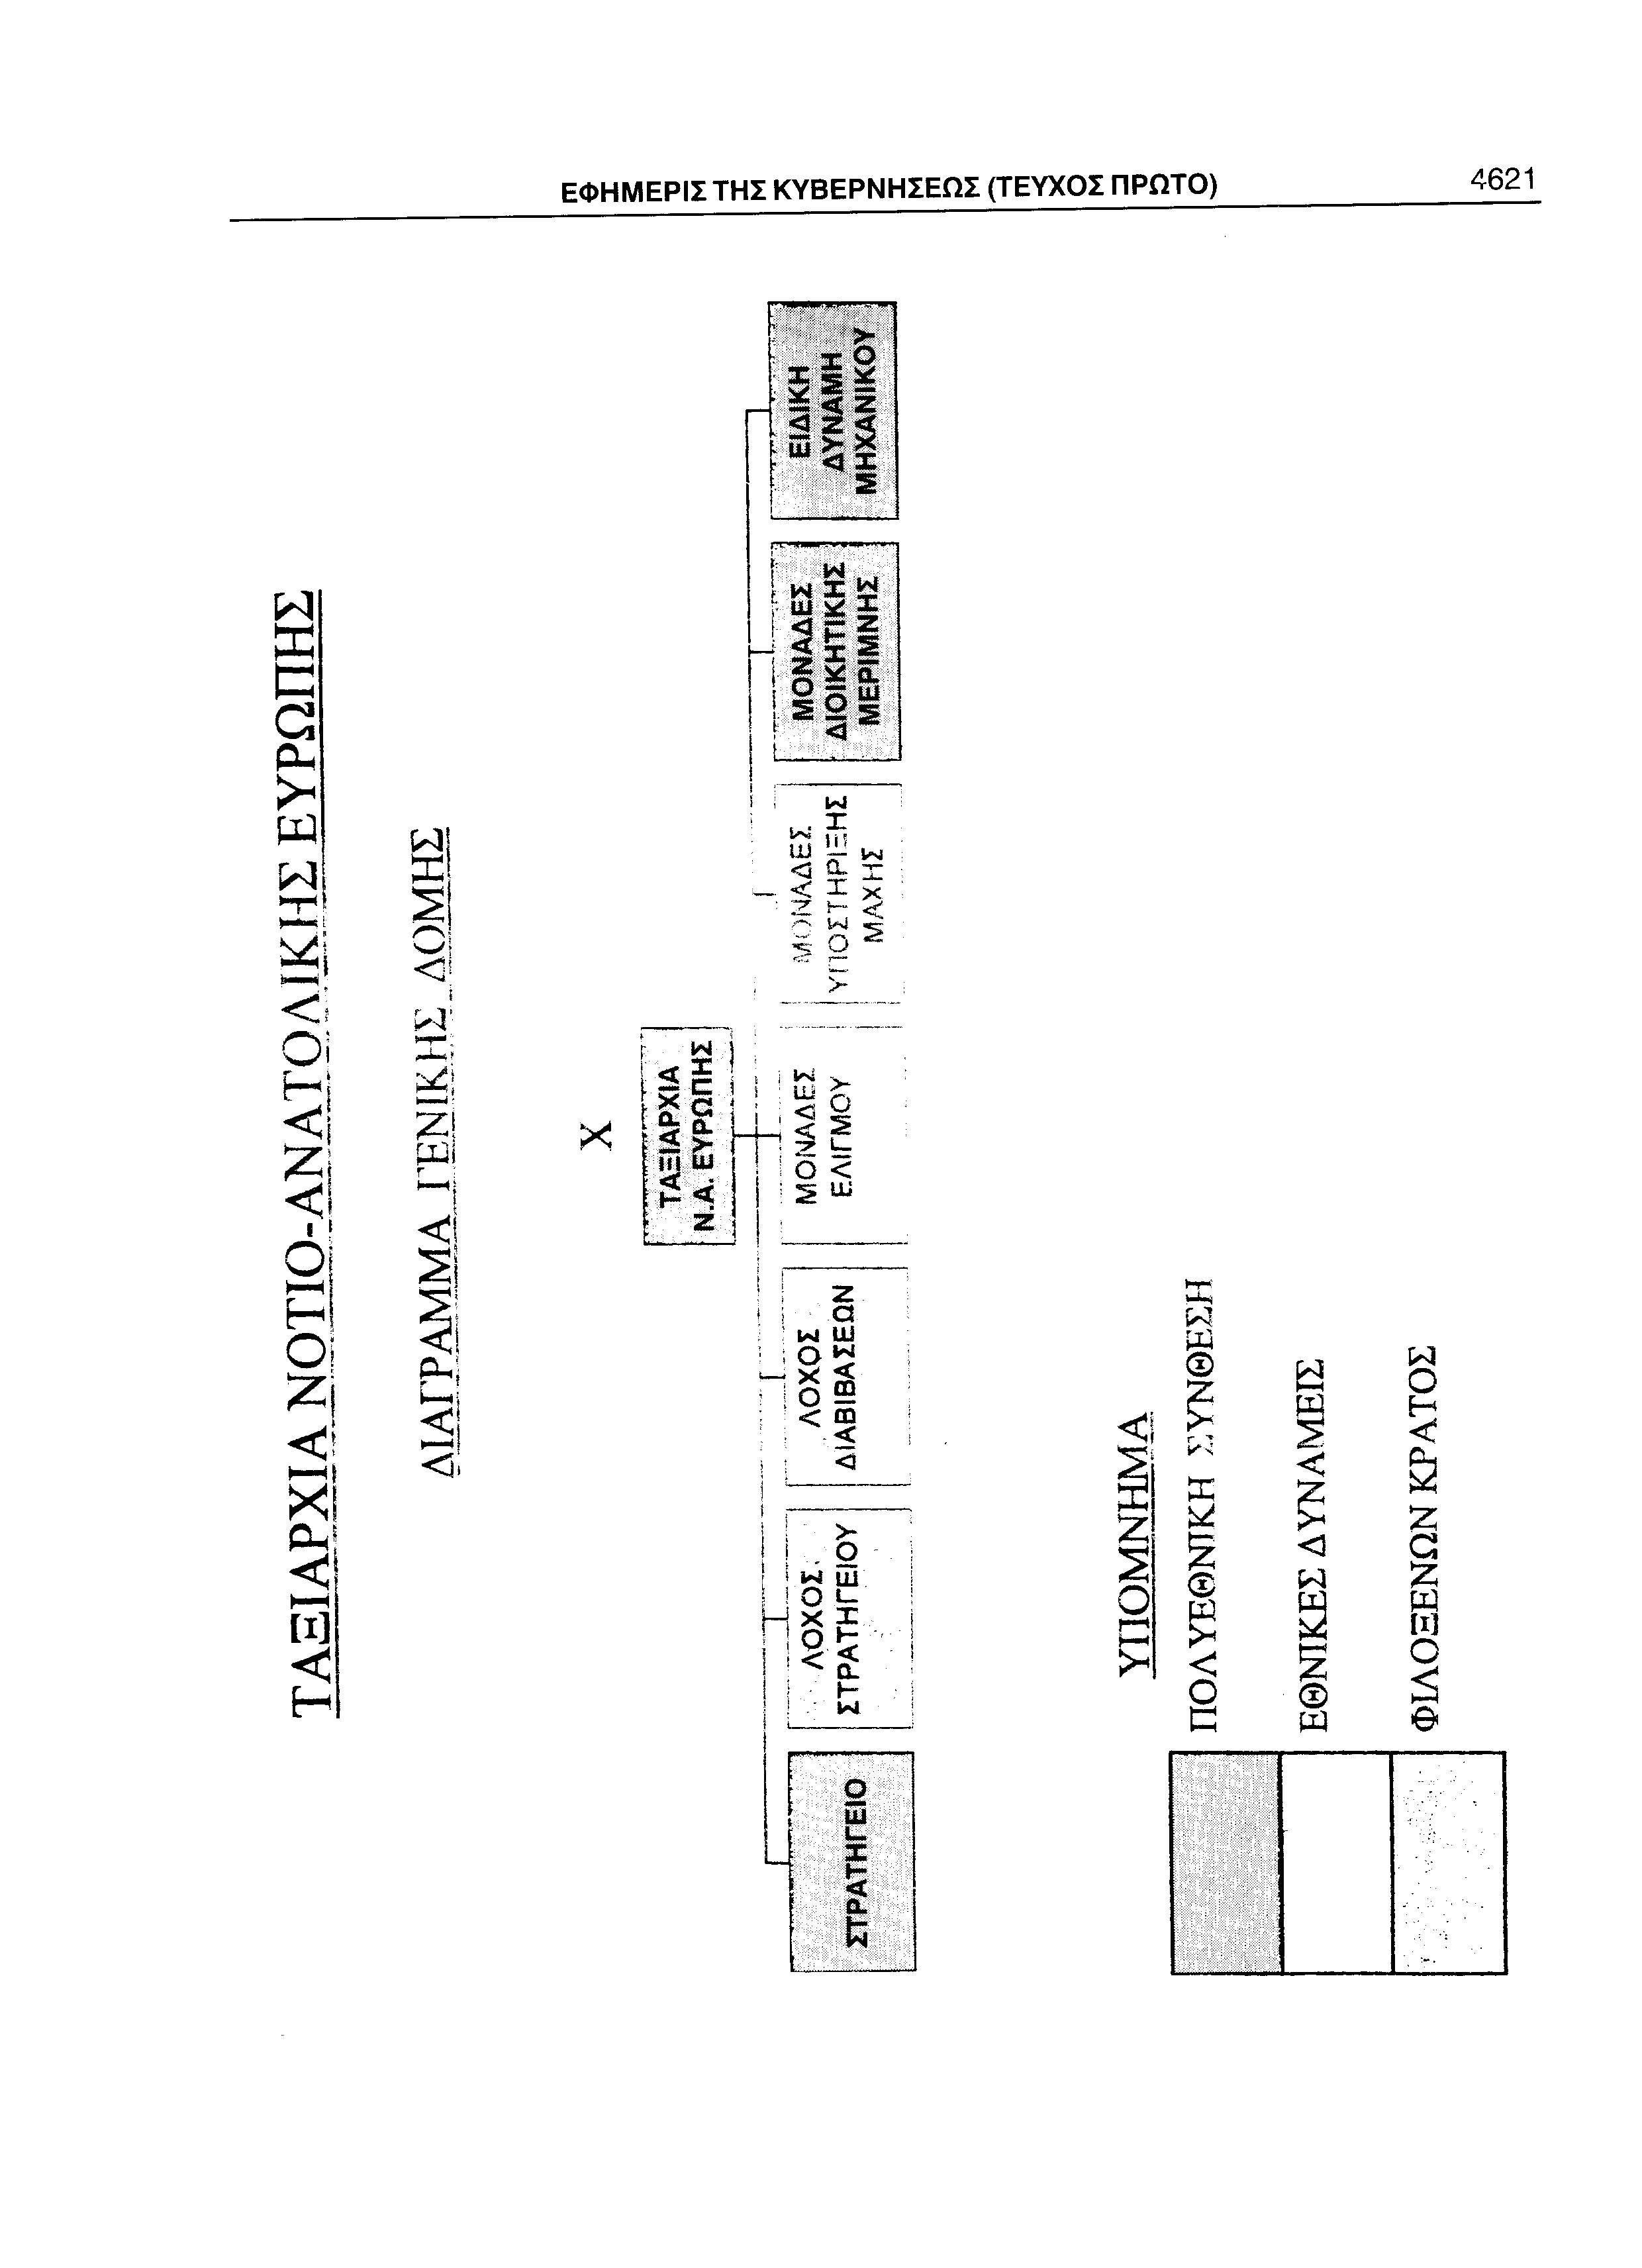 ΕΦΗΜΕΡΙΣ ΤΗΣ ΚΥΒΕΡΝΗΣΕΩΣ (ΤΕΥΧΟΣ ΠΡΩΤΟ)
4621
ΤΑΞΙΑΡΧΙΑ ΝΟΤΙΟ-ΑΝΑΤΟΛΙΚΗΣ ΕΥΡΩΠΗΣ
ΔΙΑΓΡΑΜΜΑ ΓΕΝΙΚΗΣ ΔΟΜΗΣ
Χ
ΤΑΞΙΑΡΧΙΑ
Ν.Α. ΕΥΡΩΠΗΣ
ΣΤΡΑΤΗΓΕΙΟ
ΛΟΧΟΣ
ΣΤΡΑΤΗΓΕΙΟΥ
ΛΟΧΟΣ
ΔΙΑΒΙΒΑΣΕΩΝ
ΜΟΝΑΔΕΣ
ΕΛΙΓΜΟΥ
ΜΟΝΑΔΕΣ
ΥΠΟΣΤΗΡΙΞΗΣ
ΜΑΧΗΣ
ΜΟΝΑΔΕΣ
ΔΙΟΙΚΗΤΙΚΗΣ
ΜΕΡΙΜΝΗΣ
ΕΙΔΙΚΗ
ΔΥΝΑΜΗ
ΜΗΧΑΝΙΚΟΥ
ΥΠΟΜΝΗΜΑ
ΠΟΛΥΕΘΝΙΚΗ ΣΥΝΘΕΣΗ
ΕΘΝΙΚΕΣ ΔΥΝΑΜΕΙΣ
ΦΙΛΟΞΕΝΩΝ ΚΡΑΤΟΣ